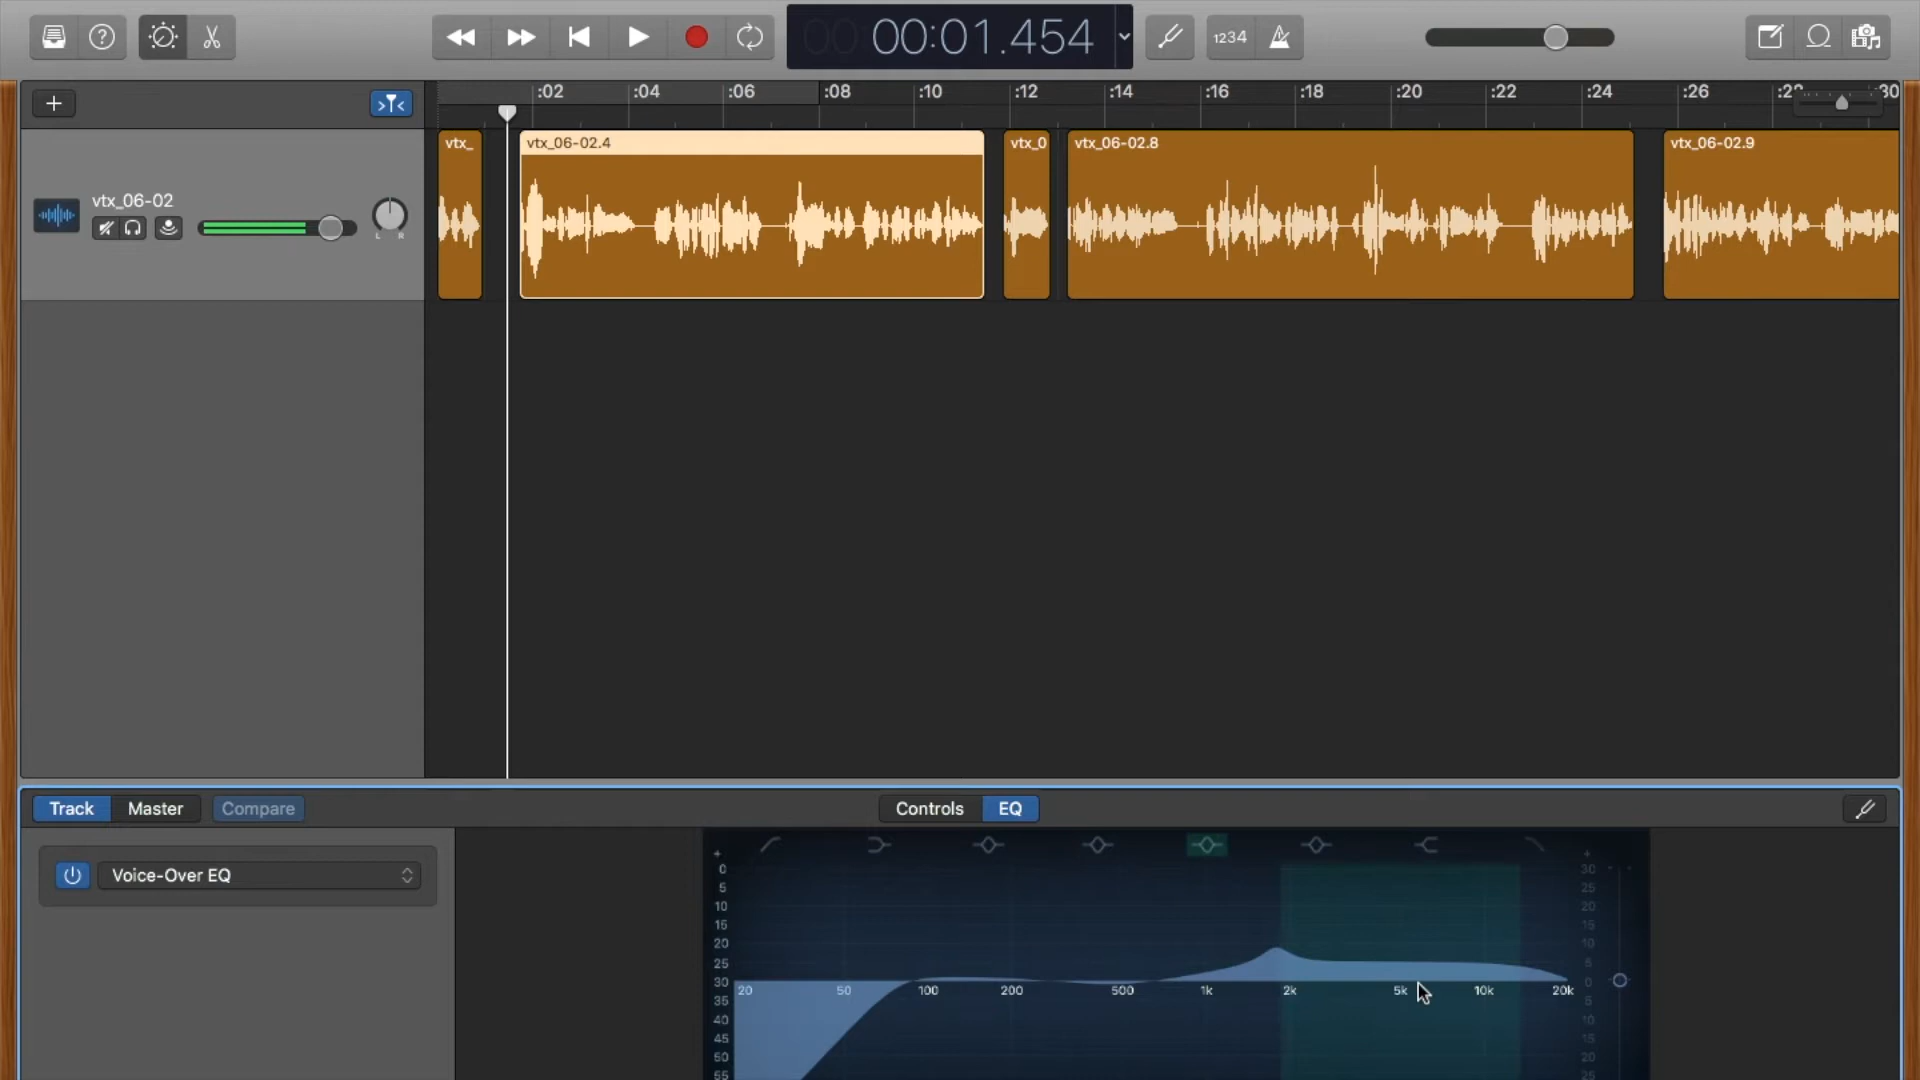 00 00:01.454
1234
:02 :04 :06 :08 :10 :12 :14 :16 :18 :20 :22 :24 :26 :30
vtx_ vtx_06-02.4 vtx_0 vtx_06-02.8 vtx_06-02.9
vtx_06-02
L R
Track Master Compare Controls EQ
Voice-Over EQ
+ +
0 30
5 25
10 20
15 15
20 10
25 5
30 0
20 50 100 200 500 1k 2k 5k 10k 20k
35 5
40 10
45 15
50 20
55 25